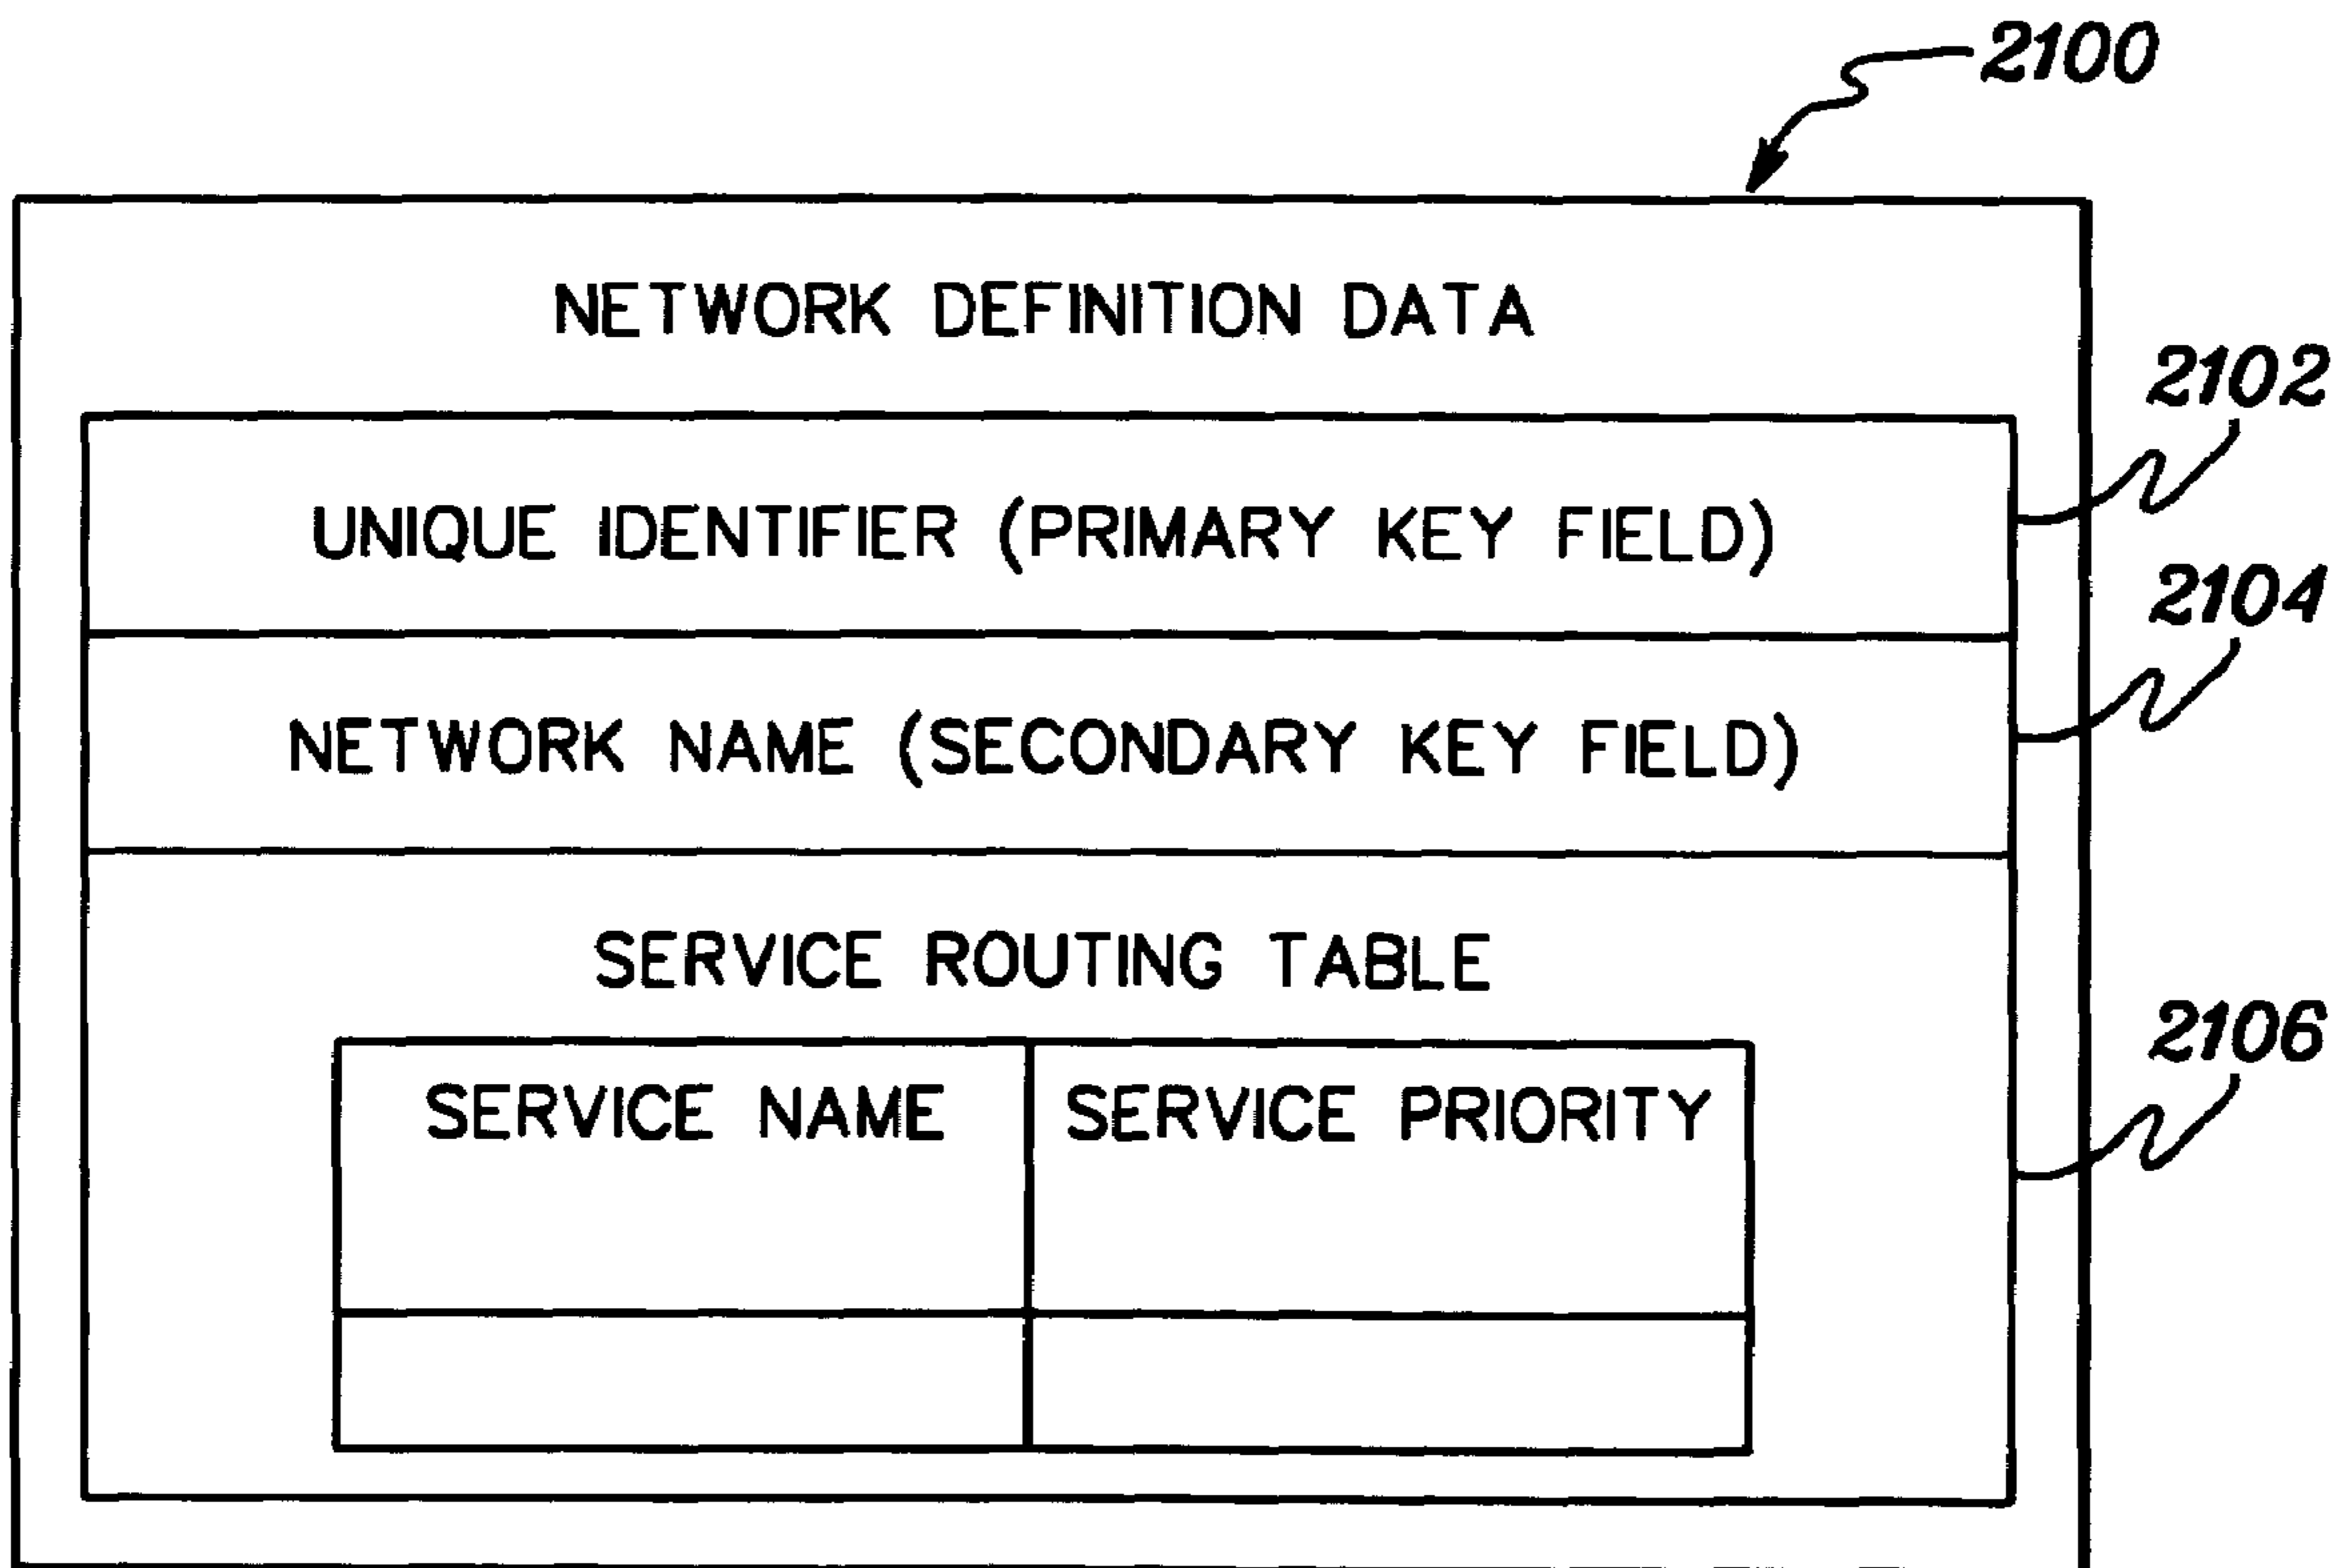 2100
NETWORK DEFINITION DATA
2102
UNIQUE IDENTIFIER (PRIMARY KEY FIELD)
2104
NETWORK NAME (SECONDARY KEY FIELD)
SERVICE ROUTING TABLE
2106
SERVICE NAME SERVICE PRIORITY